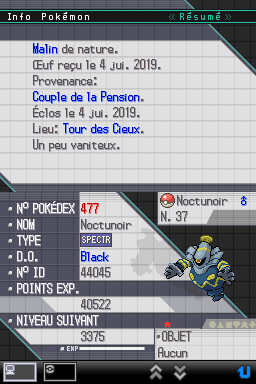 Info Pokémon
Résumé
Malin de nature.
Œuf reçu le 4 jui. 2019.
Provenance:
Couple de la Pension.
Éclos le 4 jui. 2019.
Lieu: Tour des Cieux.
Un peu vaniteux.
Nº POKÉDEX 477
Noctunoir ♂
N. 37
NOM Noctunoir
TYPE SPECTR
D.O. Black
Nº ID 44045
POINTS EXP.
40522
NIVEAU SUIVANT
3375
EXP
OBJET
Aucun